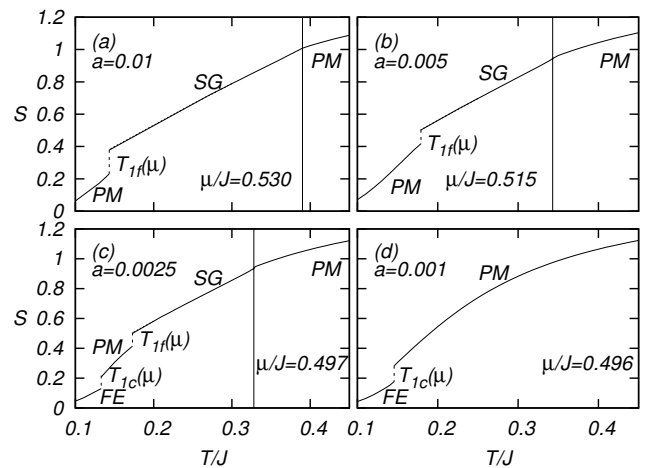 1.2
1
0.8
0.6
0.4
0.2
0
S
(a)
a=0.01
SG
PM
T1f(μ)
PM
μ/J=0.530
(b)
a=0.005
SG
PM
T1f(μ)
PM
μ/J=0.515
1.2
1
0.8
0.6
0.4
0.2
0
S
(c)
a=0.0025
SG
PM
PM
T1f(μ)
T1c(μ)
FE
μ/J=0.497
(d)
a=0.001
PM
T1c(μ)
FE
μ/J=0.496
0.1 0.2 0.3 0.4
T/J
0.1 0.2 0.3 0.4
T/J